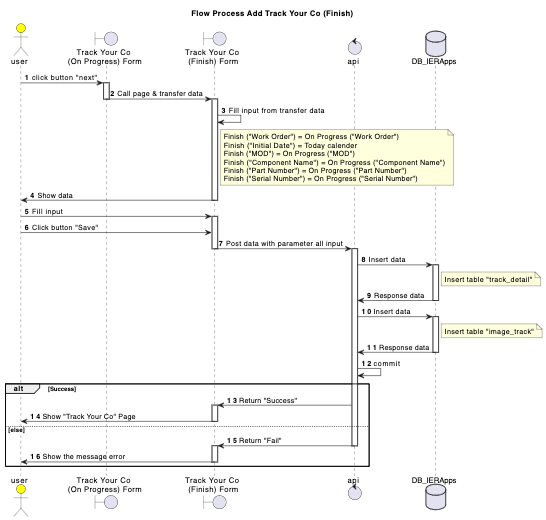 Flow Process Add Track Your Co (Finish)
user
Track Your Co
(On Progress) Form
Track Your Co
(Finish) Form
api
DB_IERApps
1 click button "next"
2 Call page & transfer data
3 Fill input from transfer data
Finish ("Work Order") = On Progress ("Work Order")
Finish ("Initial Date") = Today calender
Finish ("MOD") = On Progress ("MOD")
Finish ("Component Name") = On Progress ("Component Name")
Finish ("Part Number") = On Progress ("Part Number")
Finish ("Serial Number") = On Progress ("Serial Number")
4 Show data
5 Fill input
6 Click button "Save"
7 Post data with parameter all input
8 Insert data
Insert table "track_detail"
9 Response data
10 Insert data
Insert table "image_track"
11 Response data
12 commit
alt [Success]
13 Return "Success"
14 Show "Track Your Co" Page
[else]
15 Return "Fail"
16 Show the message error
user
Track Your Co
(On Progress) Form
Track Your Co
(Finish) Form
api
DB_IERApps